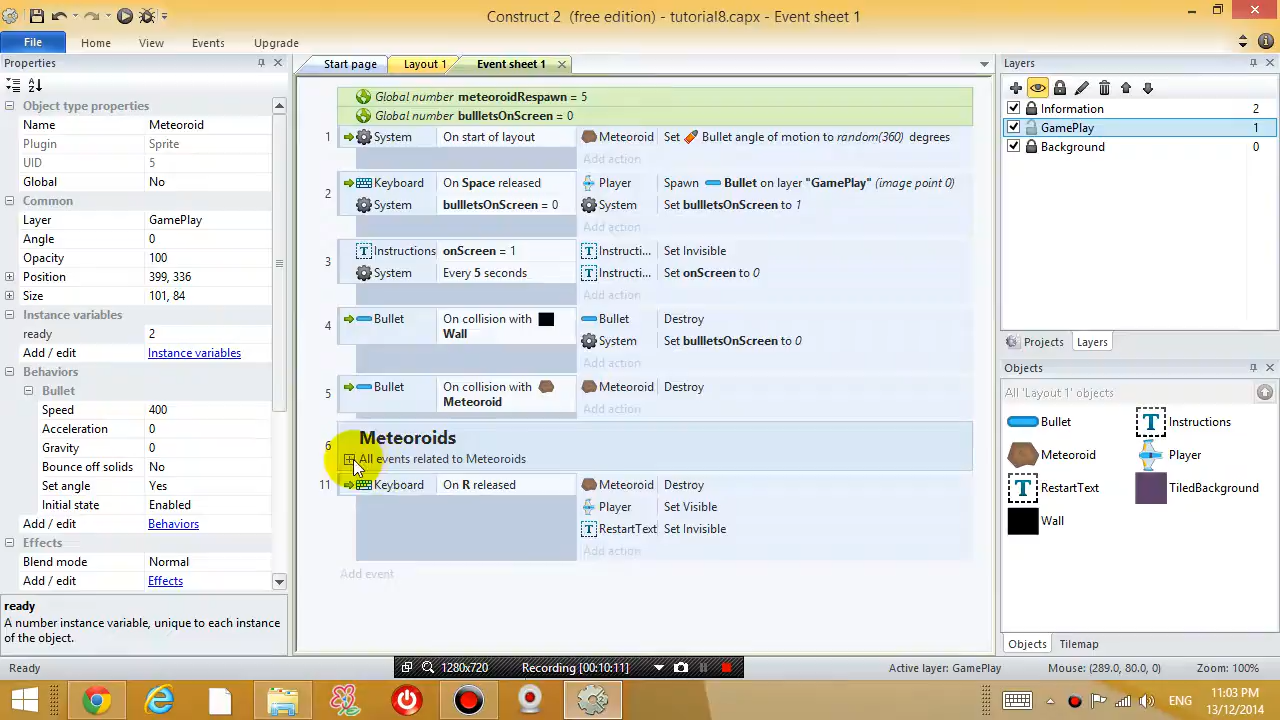 Construct 2 (free edition) - tutorial8.capx - Event sheet 1
File Home View Events Upgrade
Properties
Object type properties
Name Meteoroid
Plugin Sprite
UID 5
Global No
Common
Layer GamePlay
Angle 0
Opacity 100
Position 399, 336
Size 101, 84
Instance variables
ready 2
Add / edit Instance variables
Behaviors
Bullet
Speed 400
Acceleration 0
Gravity 0
Bounce off solids No
Set angle Yes
Initial state Enabled
Add / edit Behaviors
Effects
Blend mode Normal
Add / edit Effects
ready
A number instance variable, unique to each instance
of the object.
Start page Layout 1 Event sheet 1
Global number meteoroidRespawn = 5
Global number bullletsOnScreen = 0
1 System On start of layout Meteoroid Set Bullet angle of motion to random(360) degrees
Add action
2 Keyboard On Space released Player Spawn Bullet on layer "GamePlay" (image point 0)
System bullletsOnScreen = 0 System Set bullletsOnScreen to 1
Add action
3 Instructions onScreen = 1 Instructi... Set Invisible
System Every 5 seconds Instructi... Set onScreen to 0
Add action
4 Bullet On collision with Wall Bullet Destroy
System Set bullletsOnScreen to 0
Add action
5 Bullet On collision with Meteoroid Meteoroid Destroy
Add action
6 Meteoroids
All events related to Meteoroids
11 Keyboard On R released Meteoroid Destroy
Player Set Visible
RestartText Set Invisible
Add action
Add event
Layers
Information 2
GamePlay 1
Background 0
Projects Layers
Objects
All 'Layout 1' objects
Bullet Instructions
Meteoroid Player
RestartText TiledBackground
Wall
Objects Tilemap
Ready 1280x720 Recording [00:10:11] Active layer: GamePlay Mouse: (289.0, 80.0, 0) Zoom: 100%
ENG 11:03 PM
13/12/2014